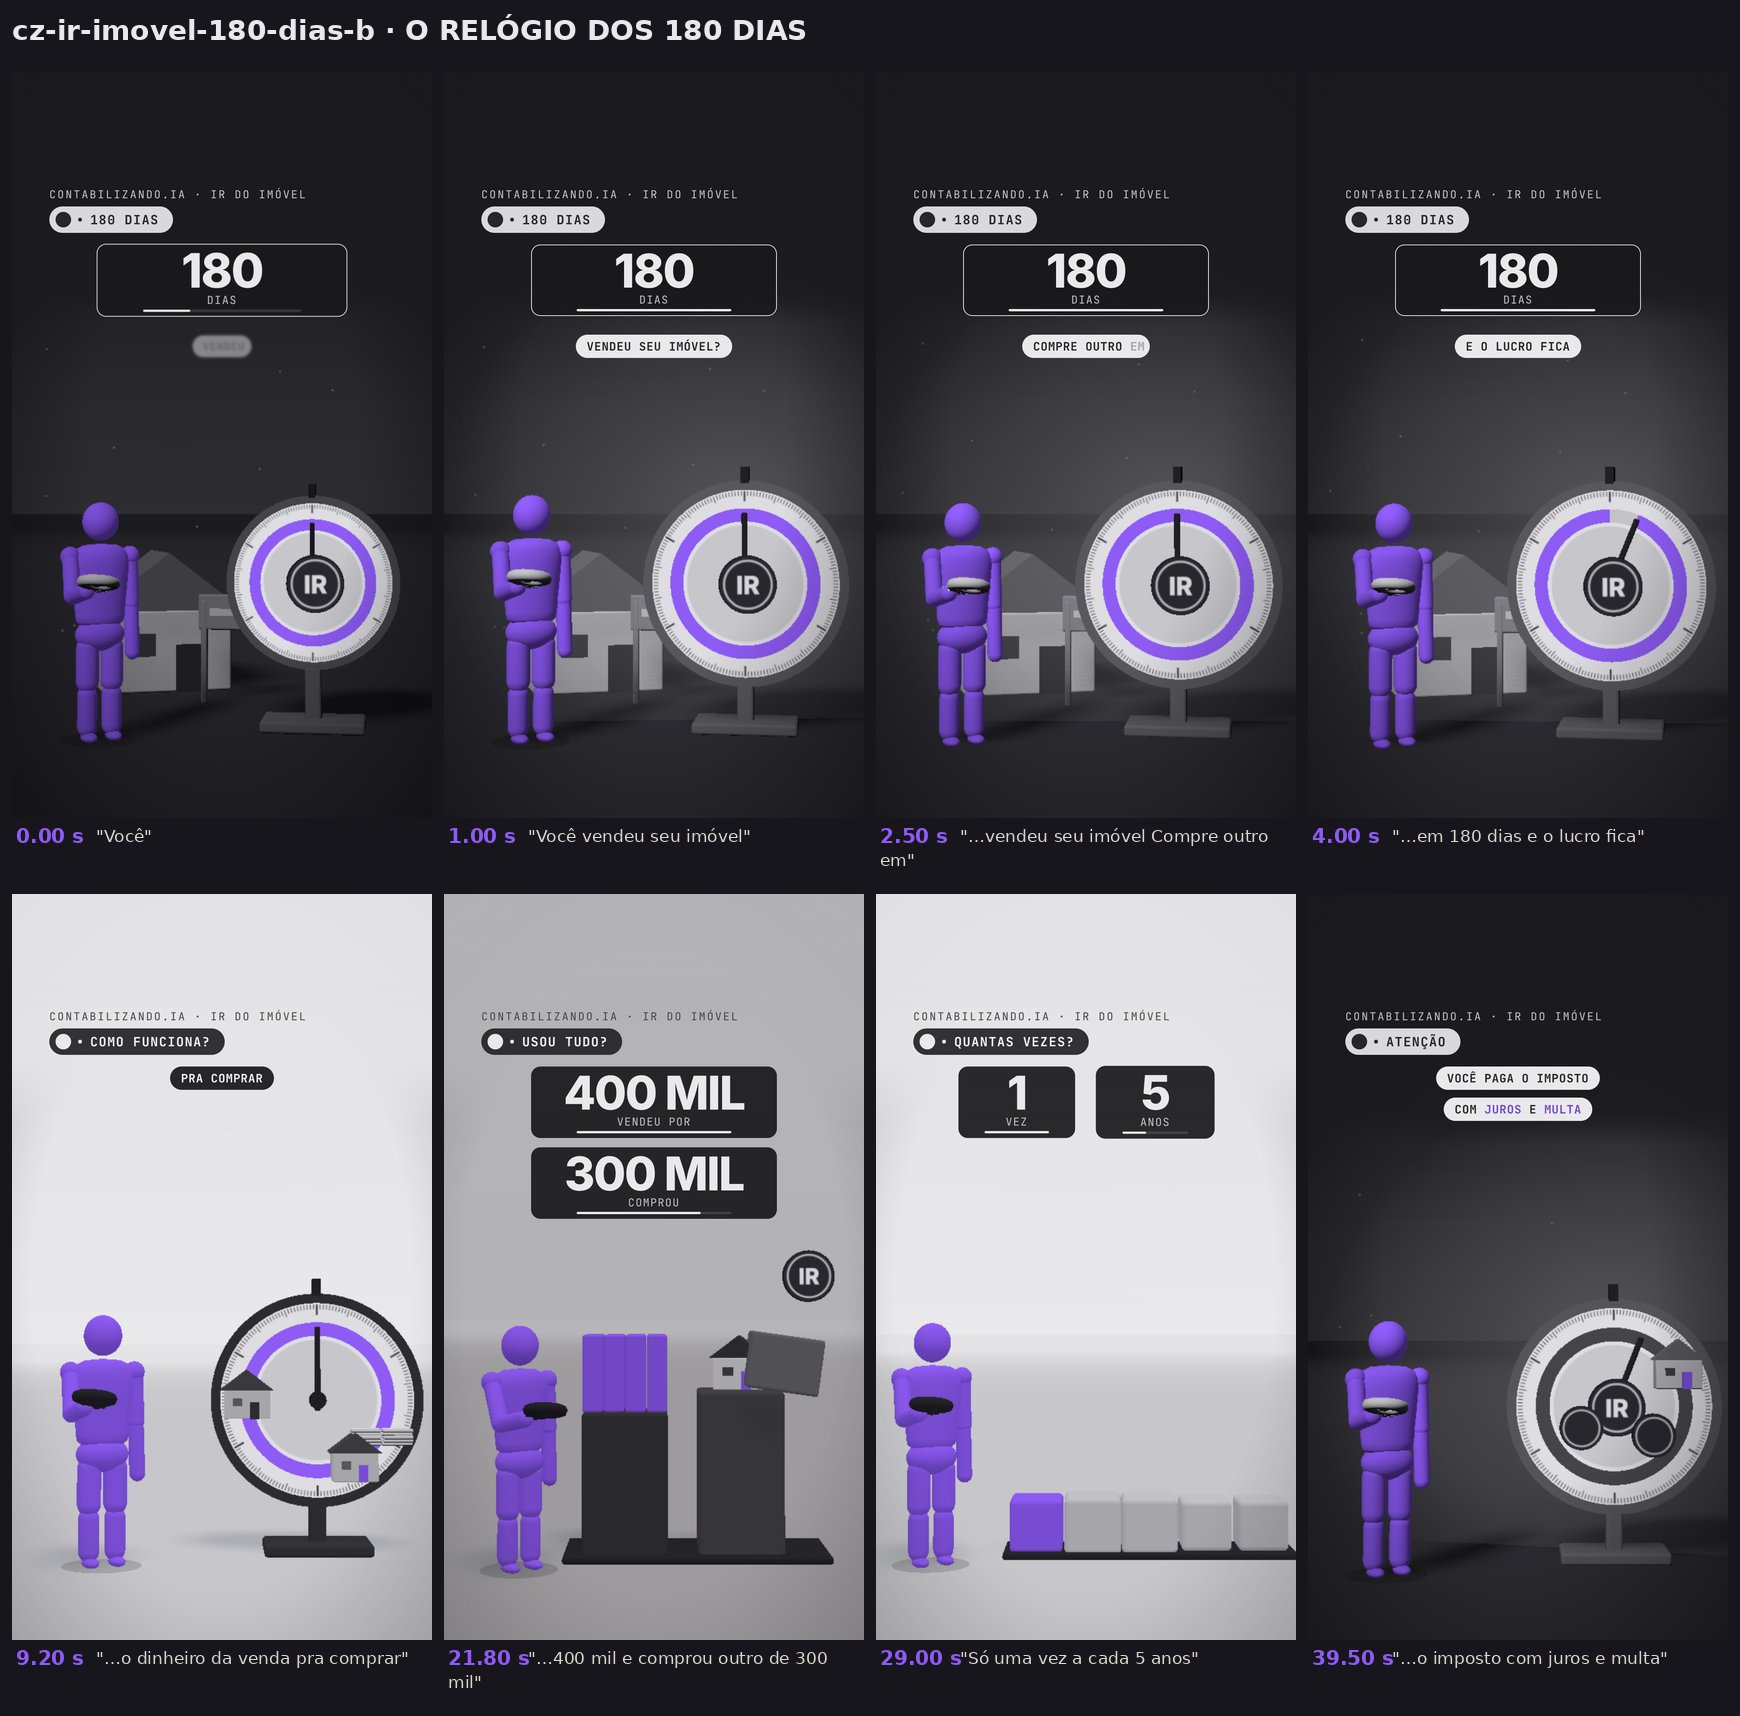 cz-ir-imovel-180-dias-b · O RELÓGIO DOS 180 DIAS
CONTABILIZANDO.IA · IR DO IMÓVEL
• 180 DIAS
180
DIAS
VENDEU
IR
0.00 s "Você"
CONTABILIZANDO.IA · IR DO IMÓVEL
• 180 DIAS
180
DIAS
VENDEU SEU IMÓVEL?
IR
1.00 s "Você vendeu seu imóvel"
CONTABILIZANDO.IA · IR DO IMÓVEL
• 180 DIAS
180
DIAS
COMPRE OUTRO EM
IR
2.50 s "...vendeu seu imóvel Compre outro
em"
CONTABILIZANDO.IA · IR DO IMÓVEL
• 180 DIAS
180
DIAS
E O LUCRO FICA
IR
4.00 s "...em 180 dias e o lucro fica"
CONTABILIZANDO.IA · IR DO IMÓVEL
• COMO FUNCIONA?
PRA COMPRAR
9.20 s "...o dinheiro da venda pra comprar"
CONTABILIZANDO.IA · IR DO IMÓVEL
• USOU TUDO?
400 MIL
VENDEU POR
300 MIL
COMPROU
IR
21.80 s "...400 mil e comprou outro de 300
mil"
CONTABILIZANDO.IA · IR DO IMÓVEL
• QUANTAS VEZES?
1
VEZ
5
ANOS
29.00 s "Só uma vez a cada 5 anos"
CONTABILIZANDO.IA · IR DO IMÓVEL
• ATENÇÃO
VOCÊ PAGA O IMPOSTO
COM JUROS E MULTA
IR
39.50 s "...o imposto com juros e multa"